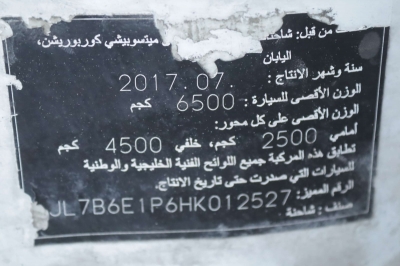 من قبل: شاحنا ميتسوبيشي كوربوريشن،
اليابان
سنة وشهر الانتاج : 2017.07.
الوزن الأقصى للسيارة : 6500 كجم
الوزن الأقصى على كل محور:
أمامي 2500 كجم، خلفي 4500 كجم
تطابق هذه المركبة جميع اللوائح الفنية الخليجية والوطنية
للسيارات التي صدرت حتى تاريخ الانتاج.
الرقم المميز: JL7B6E1P6HK012527
صنف : شاحنة